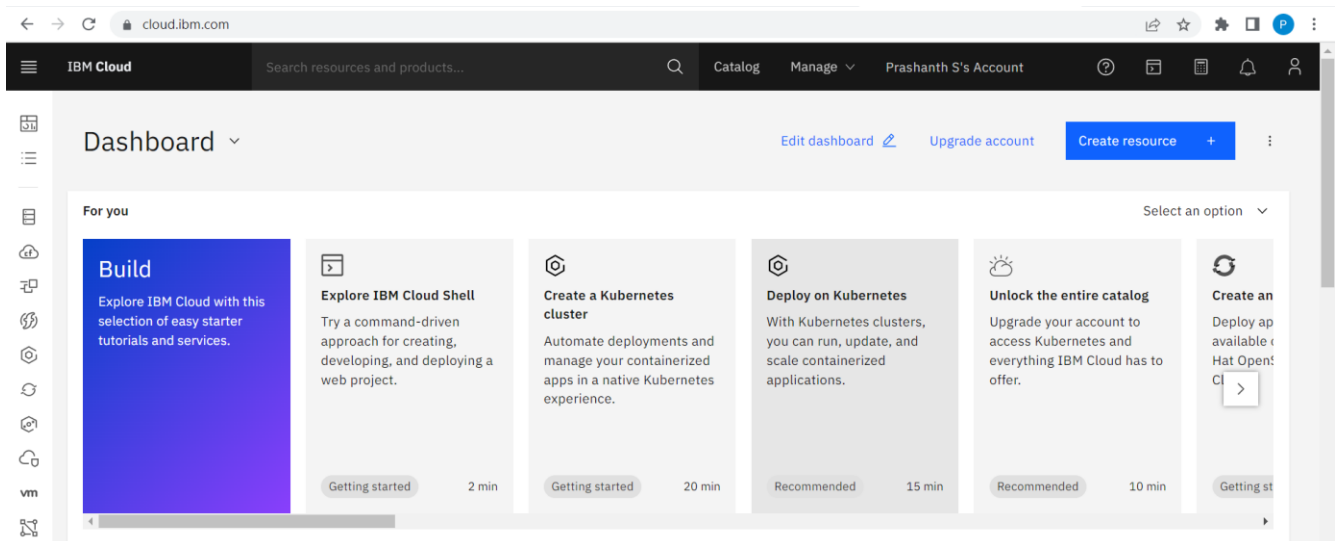 cloud.ibm.com
P
IBM Cloud
Search resources and products...
Catalog
Manage
Prashanth S's Account
Dashboard
Edit dashboard
Upgrade account
Create resource +
For you
Select an option
Build
Explore IBM Cloud with this
selection of easy starter
tutorials and services.
Explore IBM Cloud Shell
Try a command-driven
approach for creating,
developing, and deploying a
web project.
Getting started
2 min
Create a Kubernetes
cluster
Automate deployments and
manage your containerized
apps in a native Kubernetes
experience.
Getting started
20 min
Deploy on Kubernetes
With Kubernetes clusters,
you can run, update, and
scale containerized
applications.
Recommended
15 min
Unlock the entire catalog
Upgrade your account to
access Kubernetes and
everything IBM Cloud has to
offer.
Recommended
10 min
Create an
Deploy ap
available
Hat OpenS
Getting st
cf
vm